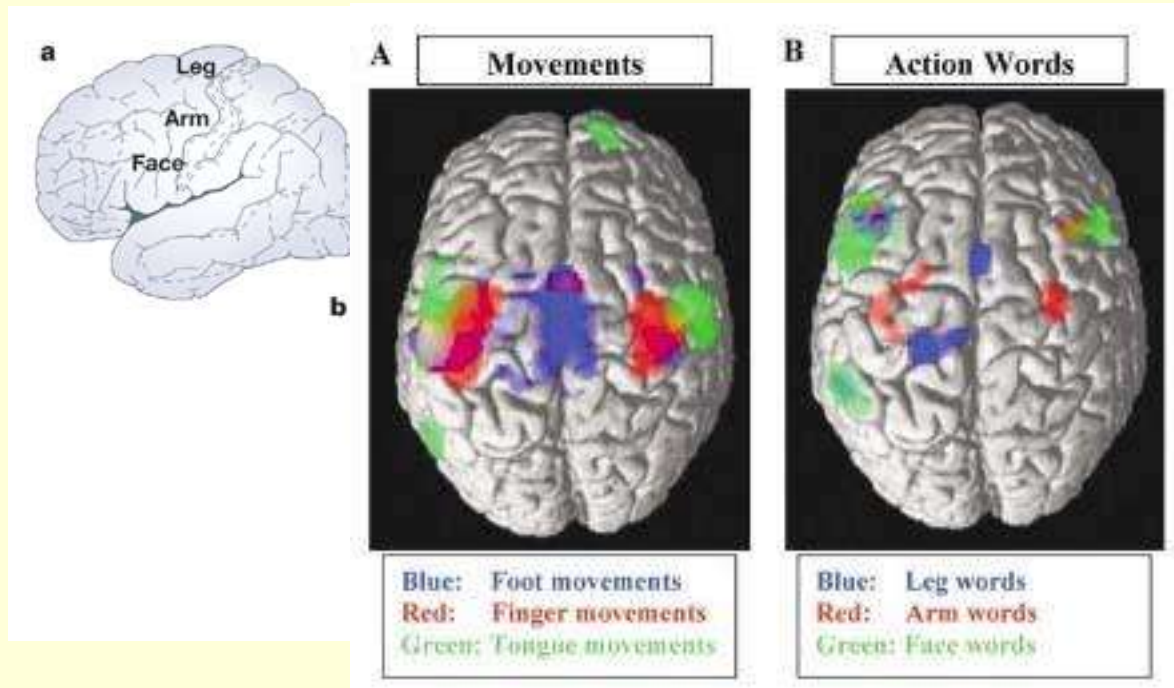 a
Leg
Arm
Face
b
A
Movements
Blue: Foot movements
Red: Finger movements
Green: Tongue movements
B
Action Words
Blue: Leg words
Red: Arm words
Green: Face words